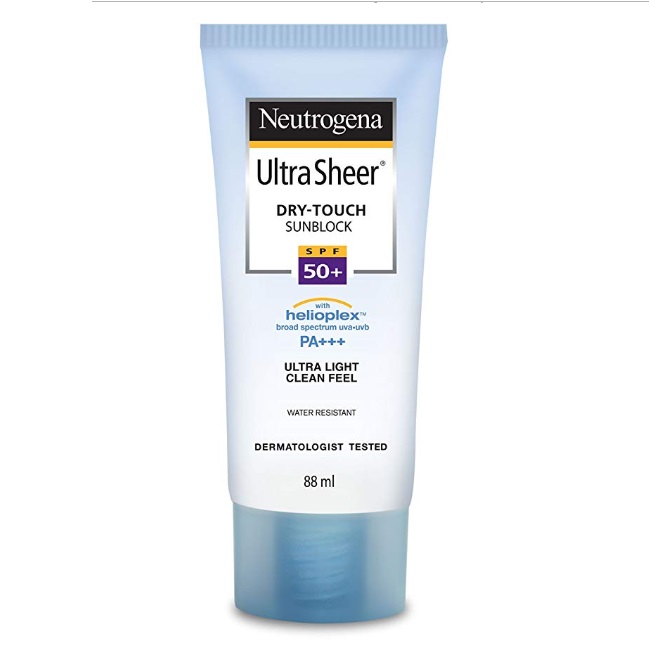 Neutrogena
Ultra Sheer®
DRY-TOUCH
SUNBLOCK
SPF
50+
with
helioplex™
broad spectrum uva-uvb
PA+++
ULTRA LIGHT
CLEAN FEEL
WATER RESISTANT
DERMATOLOGIST TESTED
88 ml